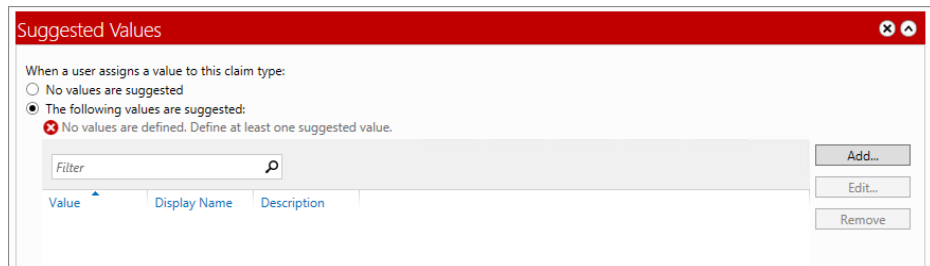 Suggested Values
When a user assigns a value to this claim type:
No values are suggested
The following values are suggested:
No values are defined. Define at least one suggested value.
Filter
Add...
Edit...
Remove
Value Display Name Description